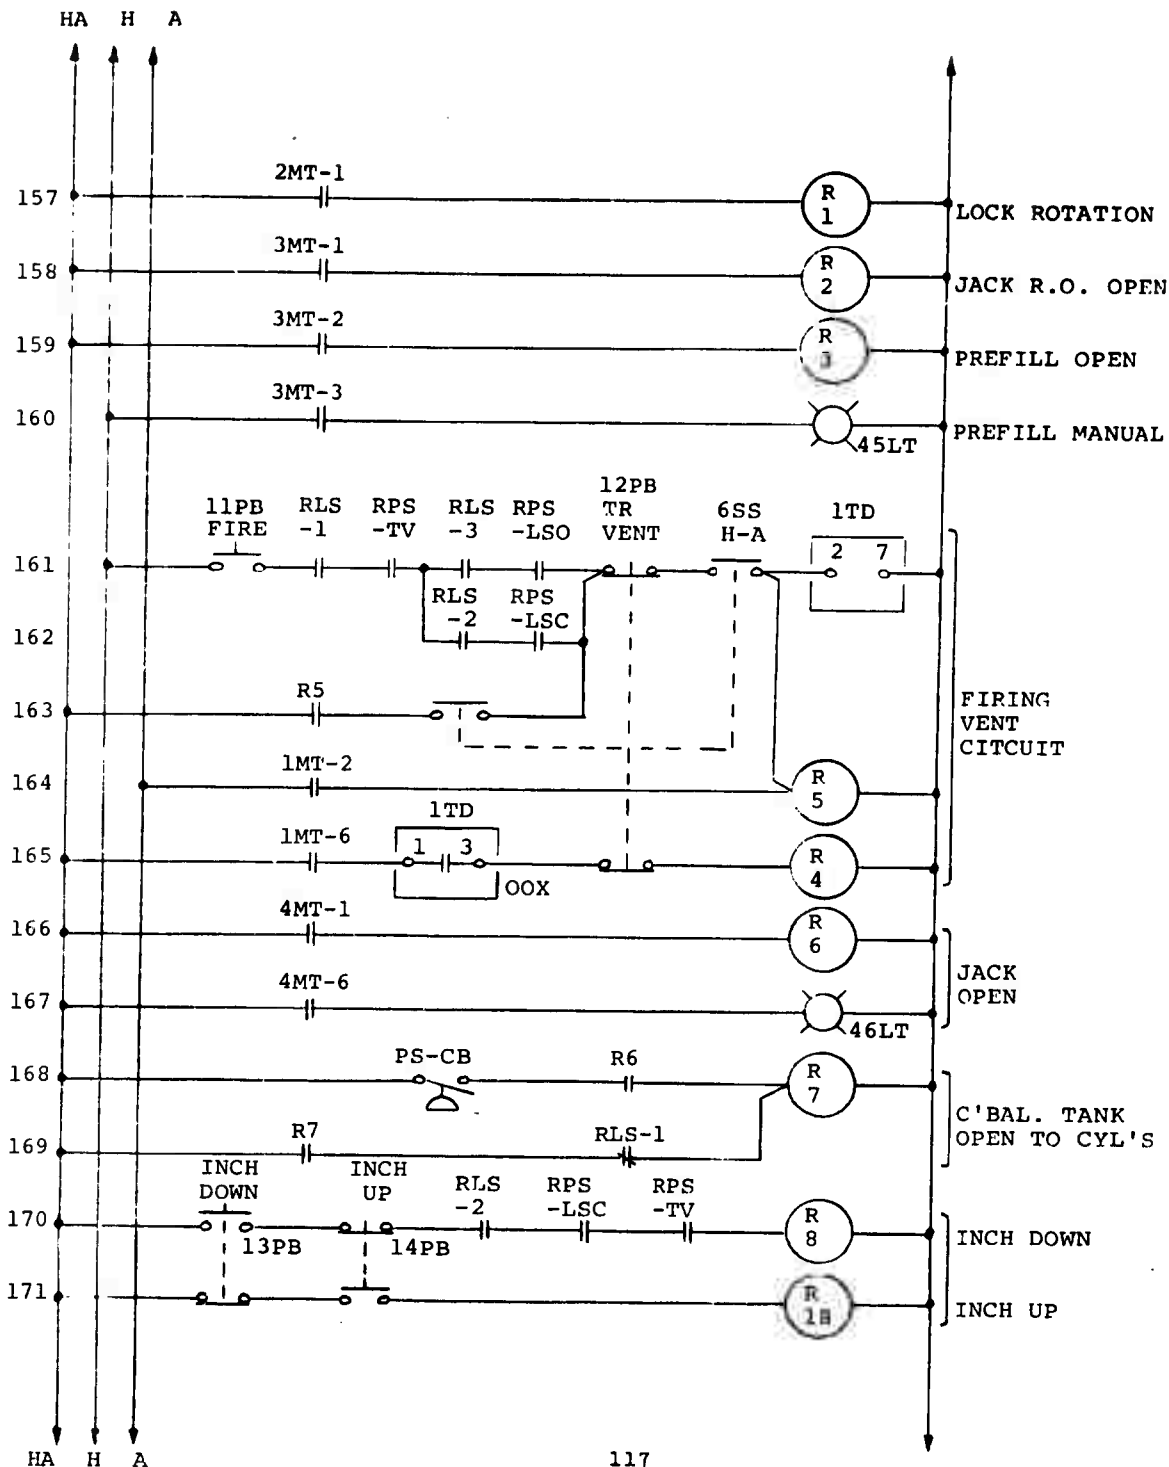 HA H A
157 2MT-1 R 1 LOCK ROTATION
158 3MT-1 R 2 JACK R.O. OPEN
159 3MT-2 R 3 PREFILL OPEN
160 3MT-3 45LT PREFILL MANUAL
11PB FIRE RLS -1 RPS -TV RLS -3 RPS -LSO 12PB TR VENT 6SS H-A 1TD
161 2 7
162 RLS -2 RPS -LSC
163 R5
FIRING
VENT
CITCUIT
164 1MT-2 R 5
165 1MT-6 1TD 1 3 OOX R 4
166 4MT-1 R 6
JACK
OPEN
167 4MT-6 46LT
168 PS-CB R6 R 7
C'BAL. TANK
OPEN TO CYL'S
169 R7 RLS-1
INCH DOWN INCH UP RLS -2 RPS -LSC RPS -TV
170 13PB 14PB R 8 INCH DOWN
171 R INCH UP
HA H A
117